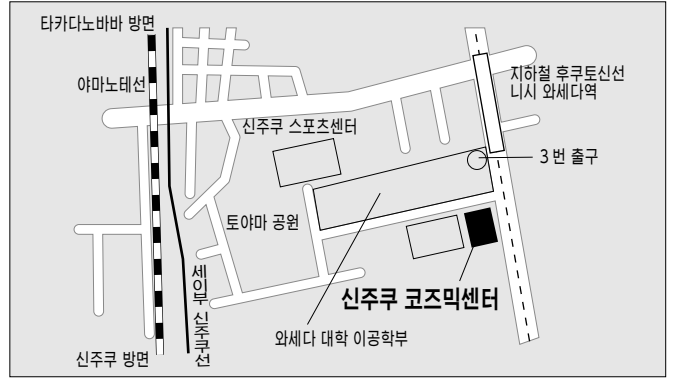 타카다노바바 방면
야마노테선
지하철 후쿠토신선
니시 와세다역
신주쿠 스포츠센터
3번 출구
토야마 공원
세이부 신주쿠선
신주쿠 코즈믹센터
와세다 대학 이공학부
신주쿠 방면